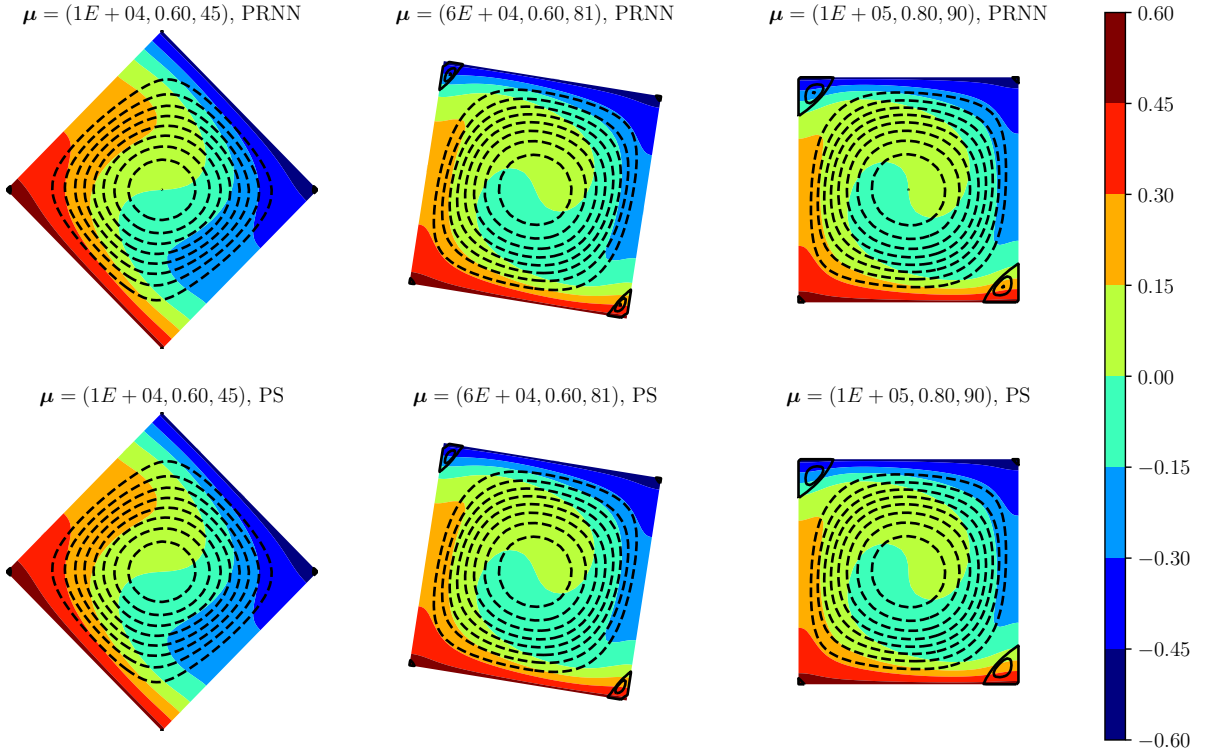 μ = (1E + 04, 0.60, 45), PRNN
μ = (6E + 04, 0.60, 81), PRNN
μ = (1E + 05, 0.80, 90), PRNN
μ = (1E + 04, 0.60, 45), PS
μ = (6E + 04, 0.60, 81), PS
μ = (1E + 05, 0.80, 90), PS
0.60
0.45
0.30
0.15
0.00
−0.15
−0.30
−0.45
−0.60